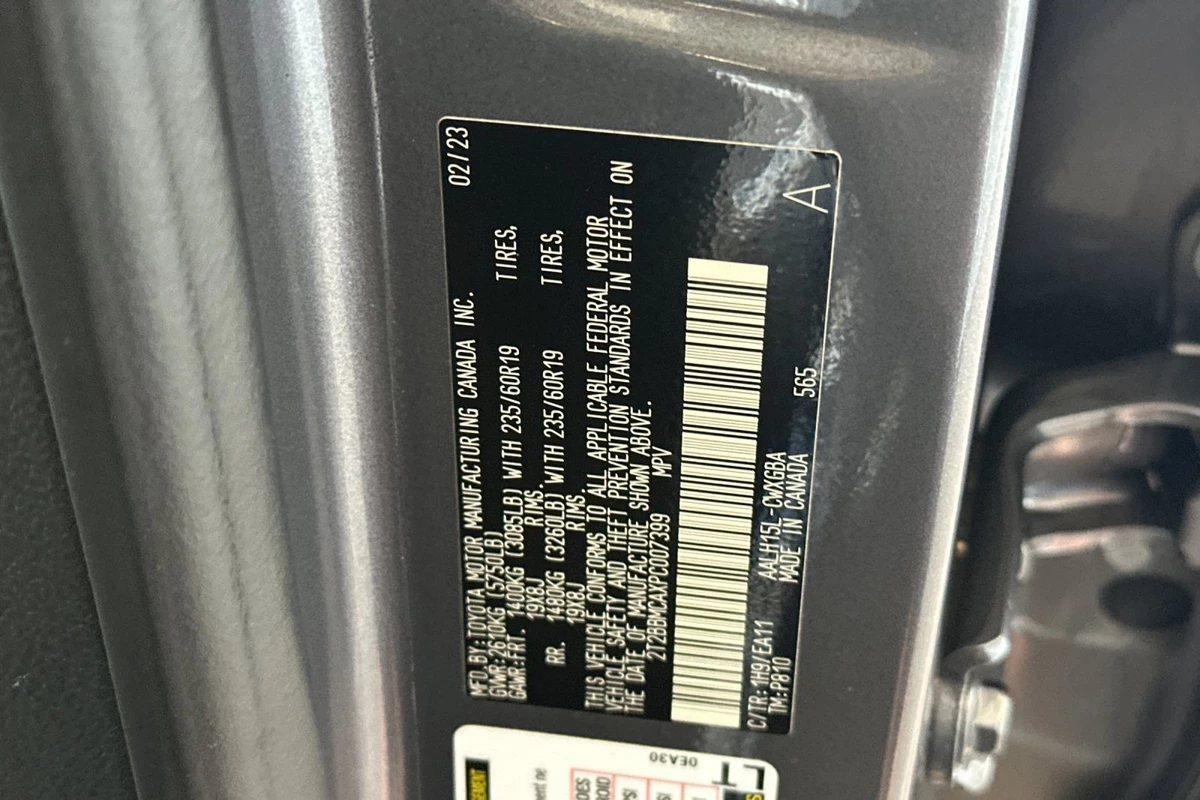 MFD.BY:TOYOTA MOTOR MANUFACTURING CANADA INC. 02/23
GVWR:2610KG (5750LB)
GAWR:FRT. 1400KG (3085LB) WITH 235/60R19 TIRES,
19X8J RIMS.
RR. 1480KG (3260LB) WITH 235/60R19 TIRES,
19X8J RIMS.
THIS VEHICLE CONFORMS TO ALL APPLICABLE FEDERAL MOTOR
VEHICLE SAFETY AND THEFT PREVENTION STANDARDS IN EFFECT ON
THE DATE OF MANUFACTURE SHOWN ABOVE.
2T2BBMCAXPC007399 MPV
C/TR:1H9/EA11 AALH15L-CWXGBA
TM:P810 MADE IN CANADA 565 A
0EA30